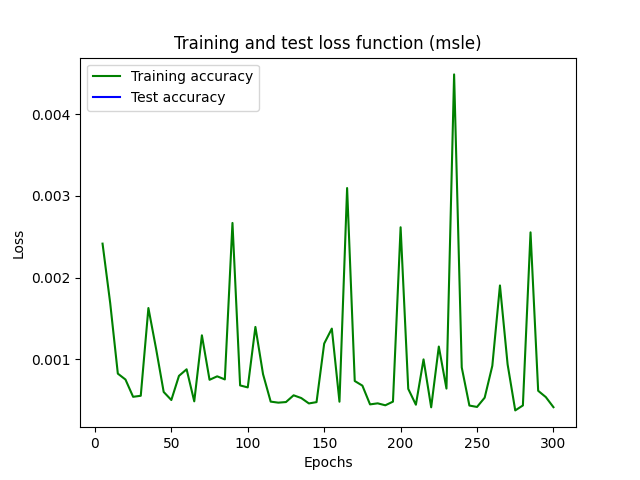 Training and test loss function (msle)
Training accuracy
Test accuracy
0.004
0.003
0.002
0.001
Loss
0
50
100
150
200
250
300
Epochs